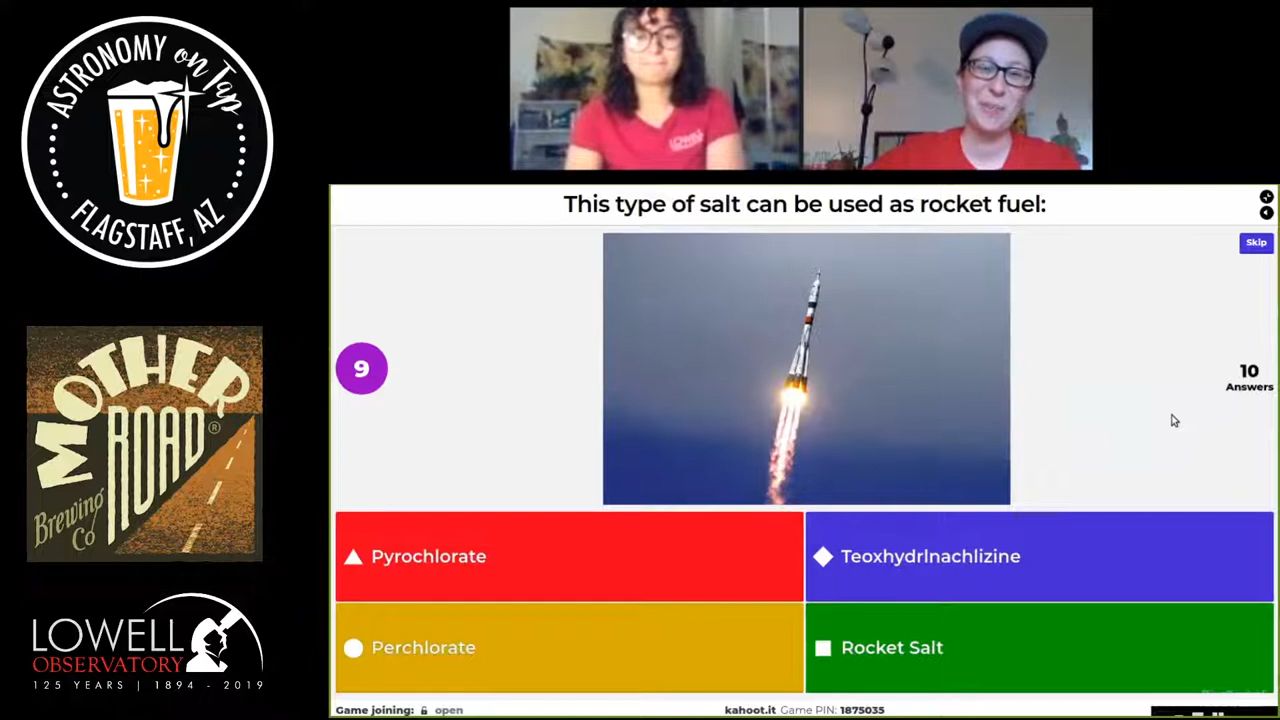 ASTRONOMY on Tap
FLAGSTAFF, AZ
MOTHER
ROAD®
Brewing
Co
LOWELL
OBSERVATORY
125 YEARS | 1894 - 2019
LOWELL
This type of salt can be used as rocket fuel:
Skip
9
10
Answers
Pyrochlorate
Teoxhydrlnachlizine
Perchlorate
Rocket Salt
Game joining: open
kahoot.it Game PIN: 1875035